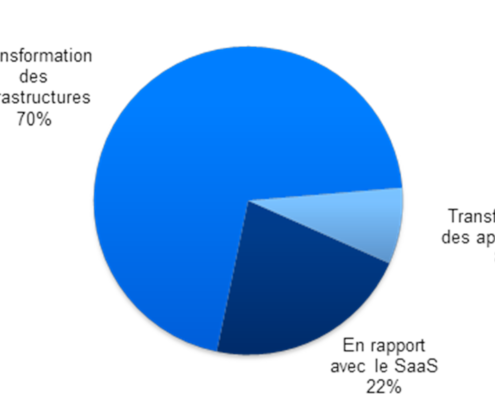 nsformation
des
rastructures
70%
Transf
des ap
En rapport
avec le SaaS
22%